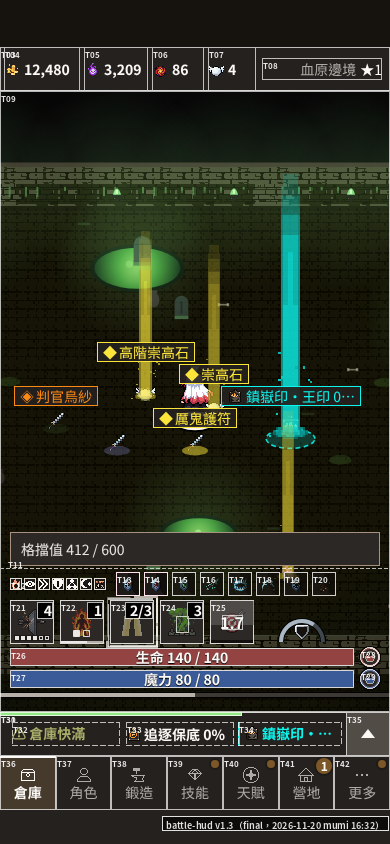 T04 12,480 T05 3,209 T06 86 T07 4 T08 血原邊境 ★1
T09
◆高階崇高石
◆崇高石
◈判官烏紗
鎮嶽印·王印 0…
◆厲鬼護符
格擋值 412 / 600
T11
T13 T14 T15 T16 T17 T18 T19 T20
T21 4 T22 1 T23 2/3 T24 3 T25 17
T26 生命 140 / 140 T28
T27 魔力 80 / 80 T29
T32 倉庫快滿 T33 追逐保底 0% T34 鎮嶽印·… T35
T36 倉庫
T37 角色
T38 鍛造
T39 技能
T40 天賦
T41 營地 1
T42 更多
battle-hud v1.3 (final, 2026-11-20 mumi 16:32)